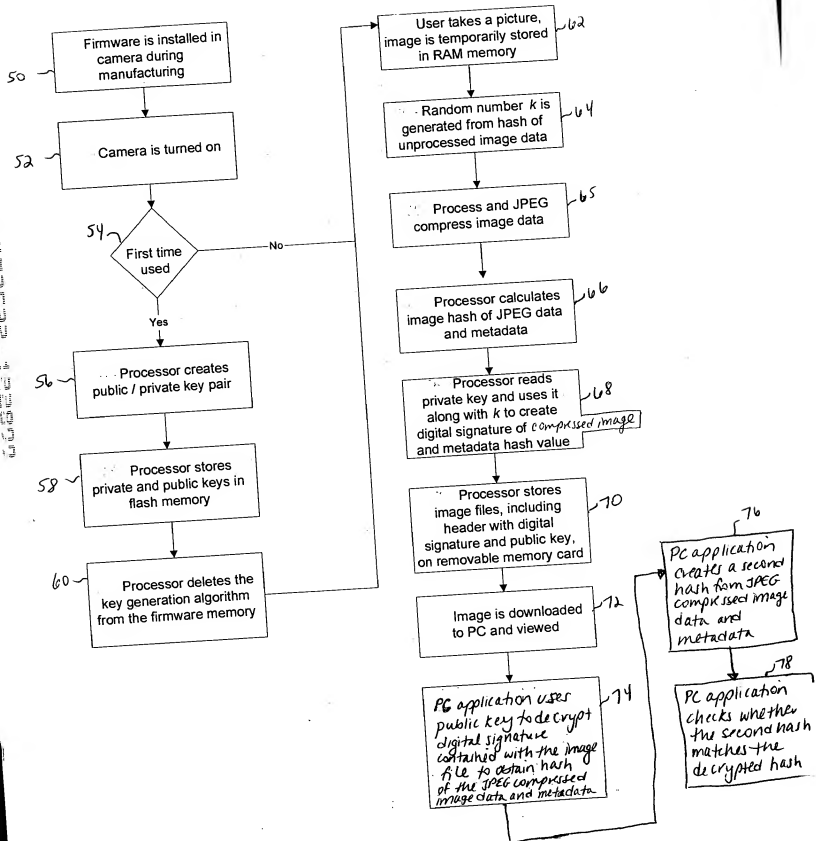 50
Firmware is installed in
camera during
manufacturing
52
Camera is turned on
54
First time
used
No
Yes
56
Processor creates
public / private key pair
58
Processor stores
private and public keys in
flash memory
60
Processor deletes the
key generation algorithm
from the firmware memory
User takes a picture,
image is temporarily stored
in RAM memory
62
Random number k is
generated from hash of
unprocessed image data
64
Process and JPEG
compress image data
65
Processor calculates
image hash of JPEG data
and metadata
66
Processor reads
private key and uses it
along with k to create
digital signature of compressed image
and metadata hash value
68
Processor stores
image files, including
header with digital
signature and public key,
on removable memory card
70
Image is downloaded
to PC and viewed
72
PC application uses
public key to decrypt
digital signature
contained with the image
file to obtain hash
of the JPEG compressed
image data and metadata
74
76
PC application
creates a second
hash from JPEG
compressed image
data and
metadata
78
PC application
checks whether
the second hash
matches the
decrypted hash